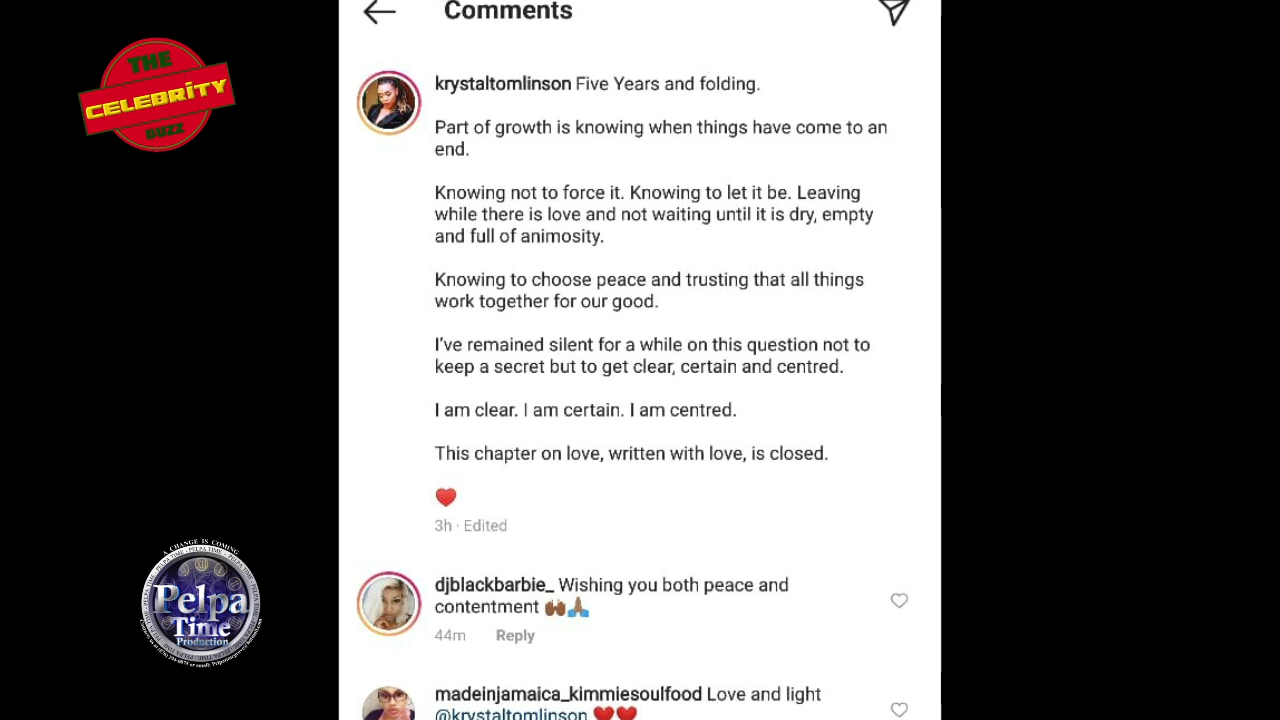 Comments
THE
CELEBRITY
BUZZ
krystaltomlinson Five Years and folding.
Part of growth is knowing when things have come to an
end.
Knowing not to force it. Knowing to let it be. Leaving
while there is love and not waiting until it is dry, empty
and full of animosity.
Knowing to choose peace and trusting that all things
work together for our good.
I've remained silent for a while on this question not to
keep a secret but to get clear, certain and centred.
I am clear. I am certain. I am centred.
This chapter on love, written with love, is closed.
❤️
3h · Edited
A CHANGE IS COMING
PELPA TIME - PELPA TIME - PELPA TIME
Pelpa
Time
Production
djblackbarbie_ Wishing you both peace and
contentment 🙌🏾🙏🏽
44m Reply
madeinjamaica_kimmiesoulfood Love and light
@krystaltomlinson ❤️❤️